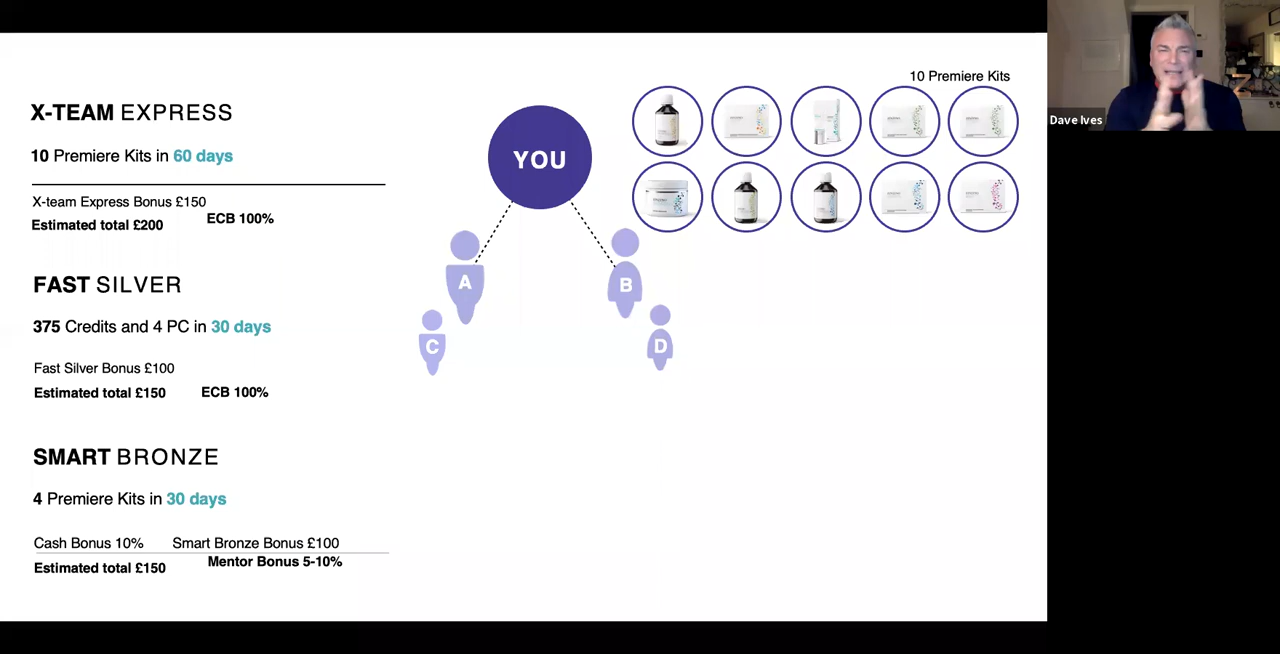 X-TEAM EXPRESS
10 Premiere Kits in 60 days
X-team Express Bonus £150
Estimated total £200
ECB 100%
FAST SILVER
375 Credits and 4 PC in 30 days
Fast Silver Bonus £100
Estimated total £150
ECB 100%
SMART BRONZE
4 Premiere Kits in 30 days
Cash Bonus 10%
Smart Bronze Bonus £100
Estimated total £150
Mentor Bonus 5-10%
YOU
A
B
C
D
10 Premiere Kits
Dave Ives